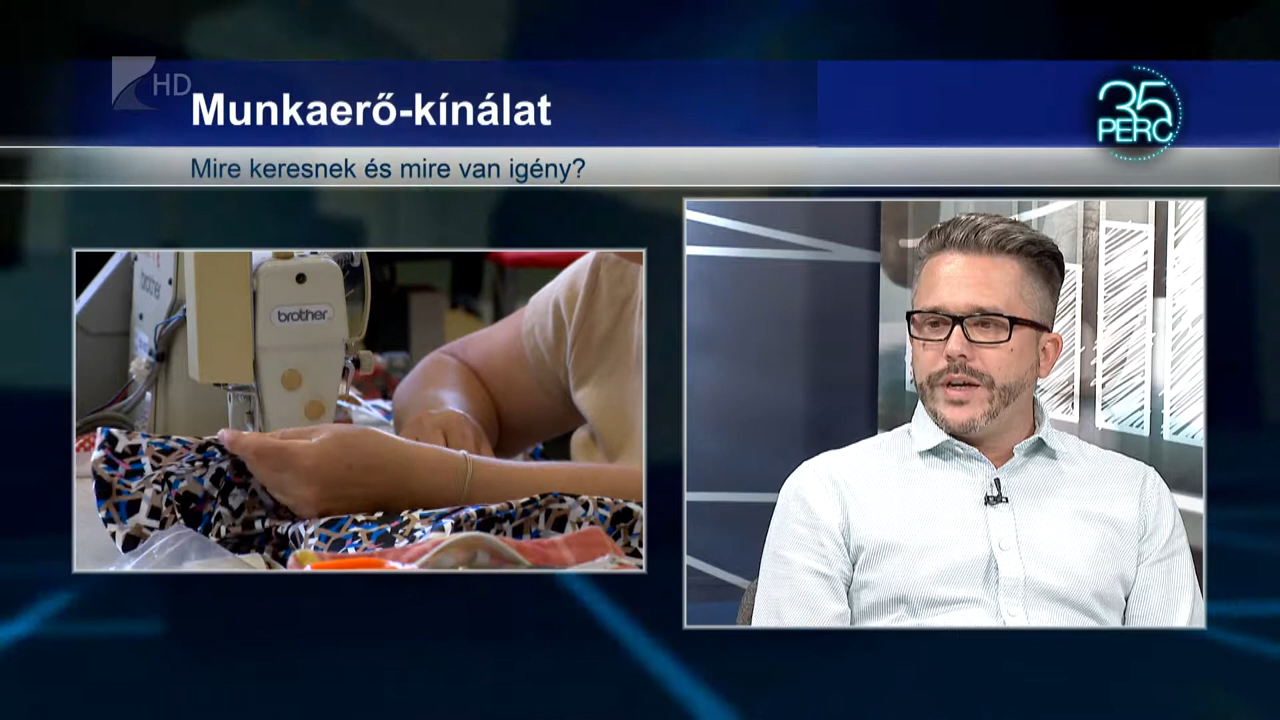 HD
Munkaerő-kínálat
35
PERC
Mire keresnek és mire van igény?
brother
brother